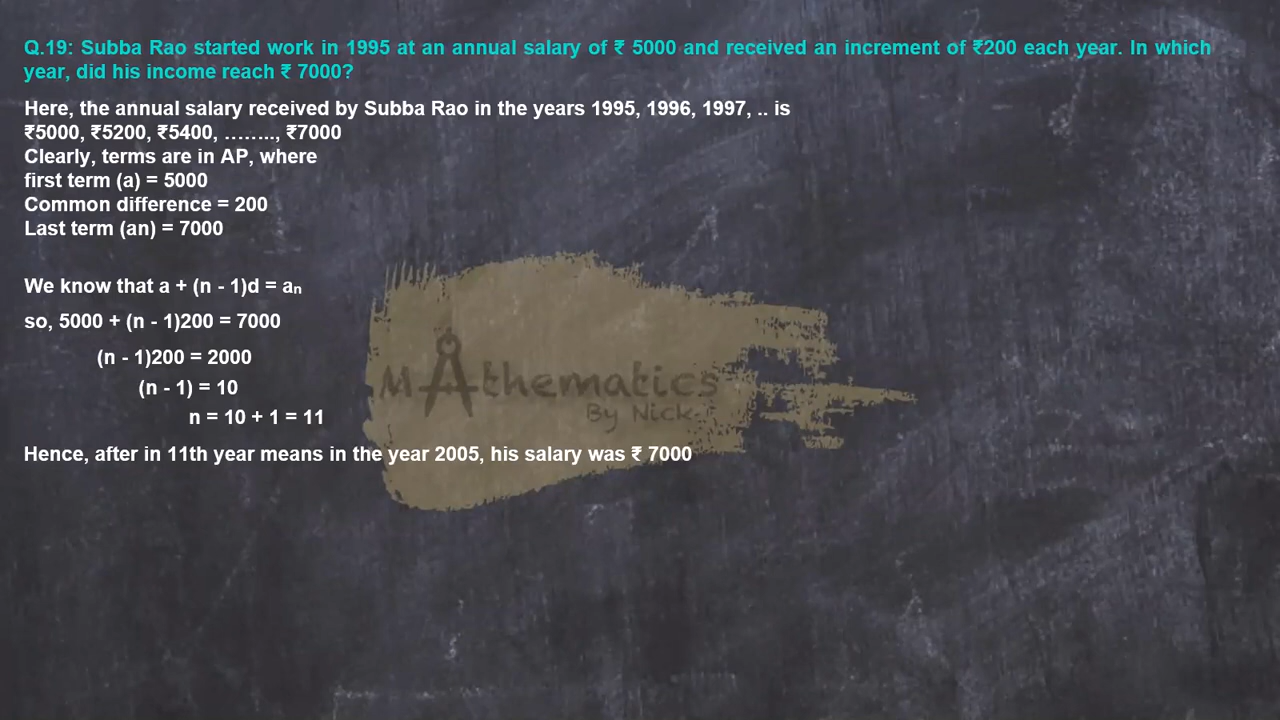 Q.19: Subba Rao started work in 1995 at an annual salary of ₹ 5000 and received an increment of ₹200 each year. In which
year, did his income reach ₹ 7000?
Here, the annual salary received by Subba Rao in the years 1995, 1996, 1997, .. is
₹5000, ₹5200, ₹5400, …….., ₹7000
Clearly, terms are in AP, where
first term (a) = 5000
Common difference = 200
Last term (an) = 7000
We know that a + (n - 1)d = aₙ
so, 5000 + (n - 1)200 = 7000
(n - 1)200 = 2000
(n - 1) = 10
n = 10 + 1 = 11
Hence, after in 11th year means in the year 2005, his salary was ₹ 7000
MAthematics
By Nick